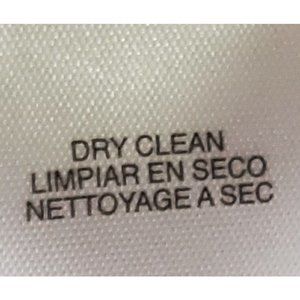 DRY CLEAN
LIMPIAR EN SECO
NETTOYAGE A SEC